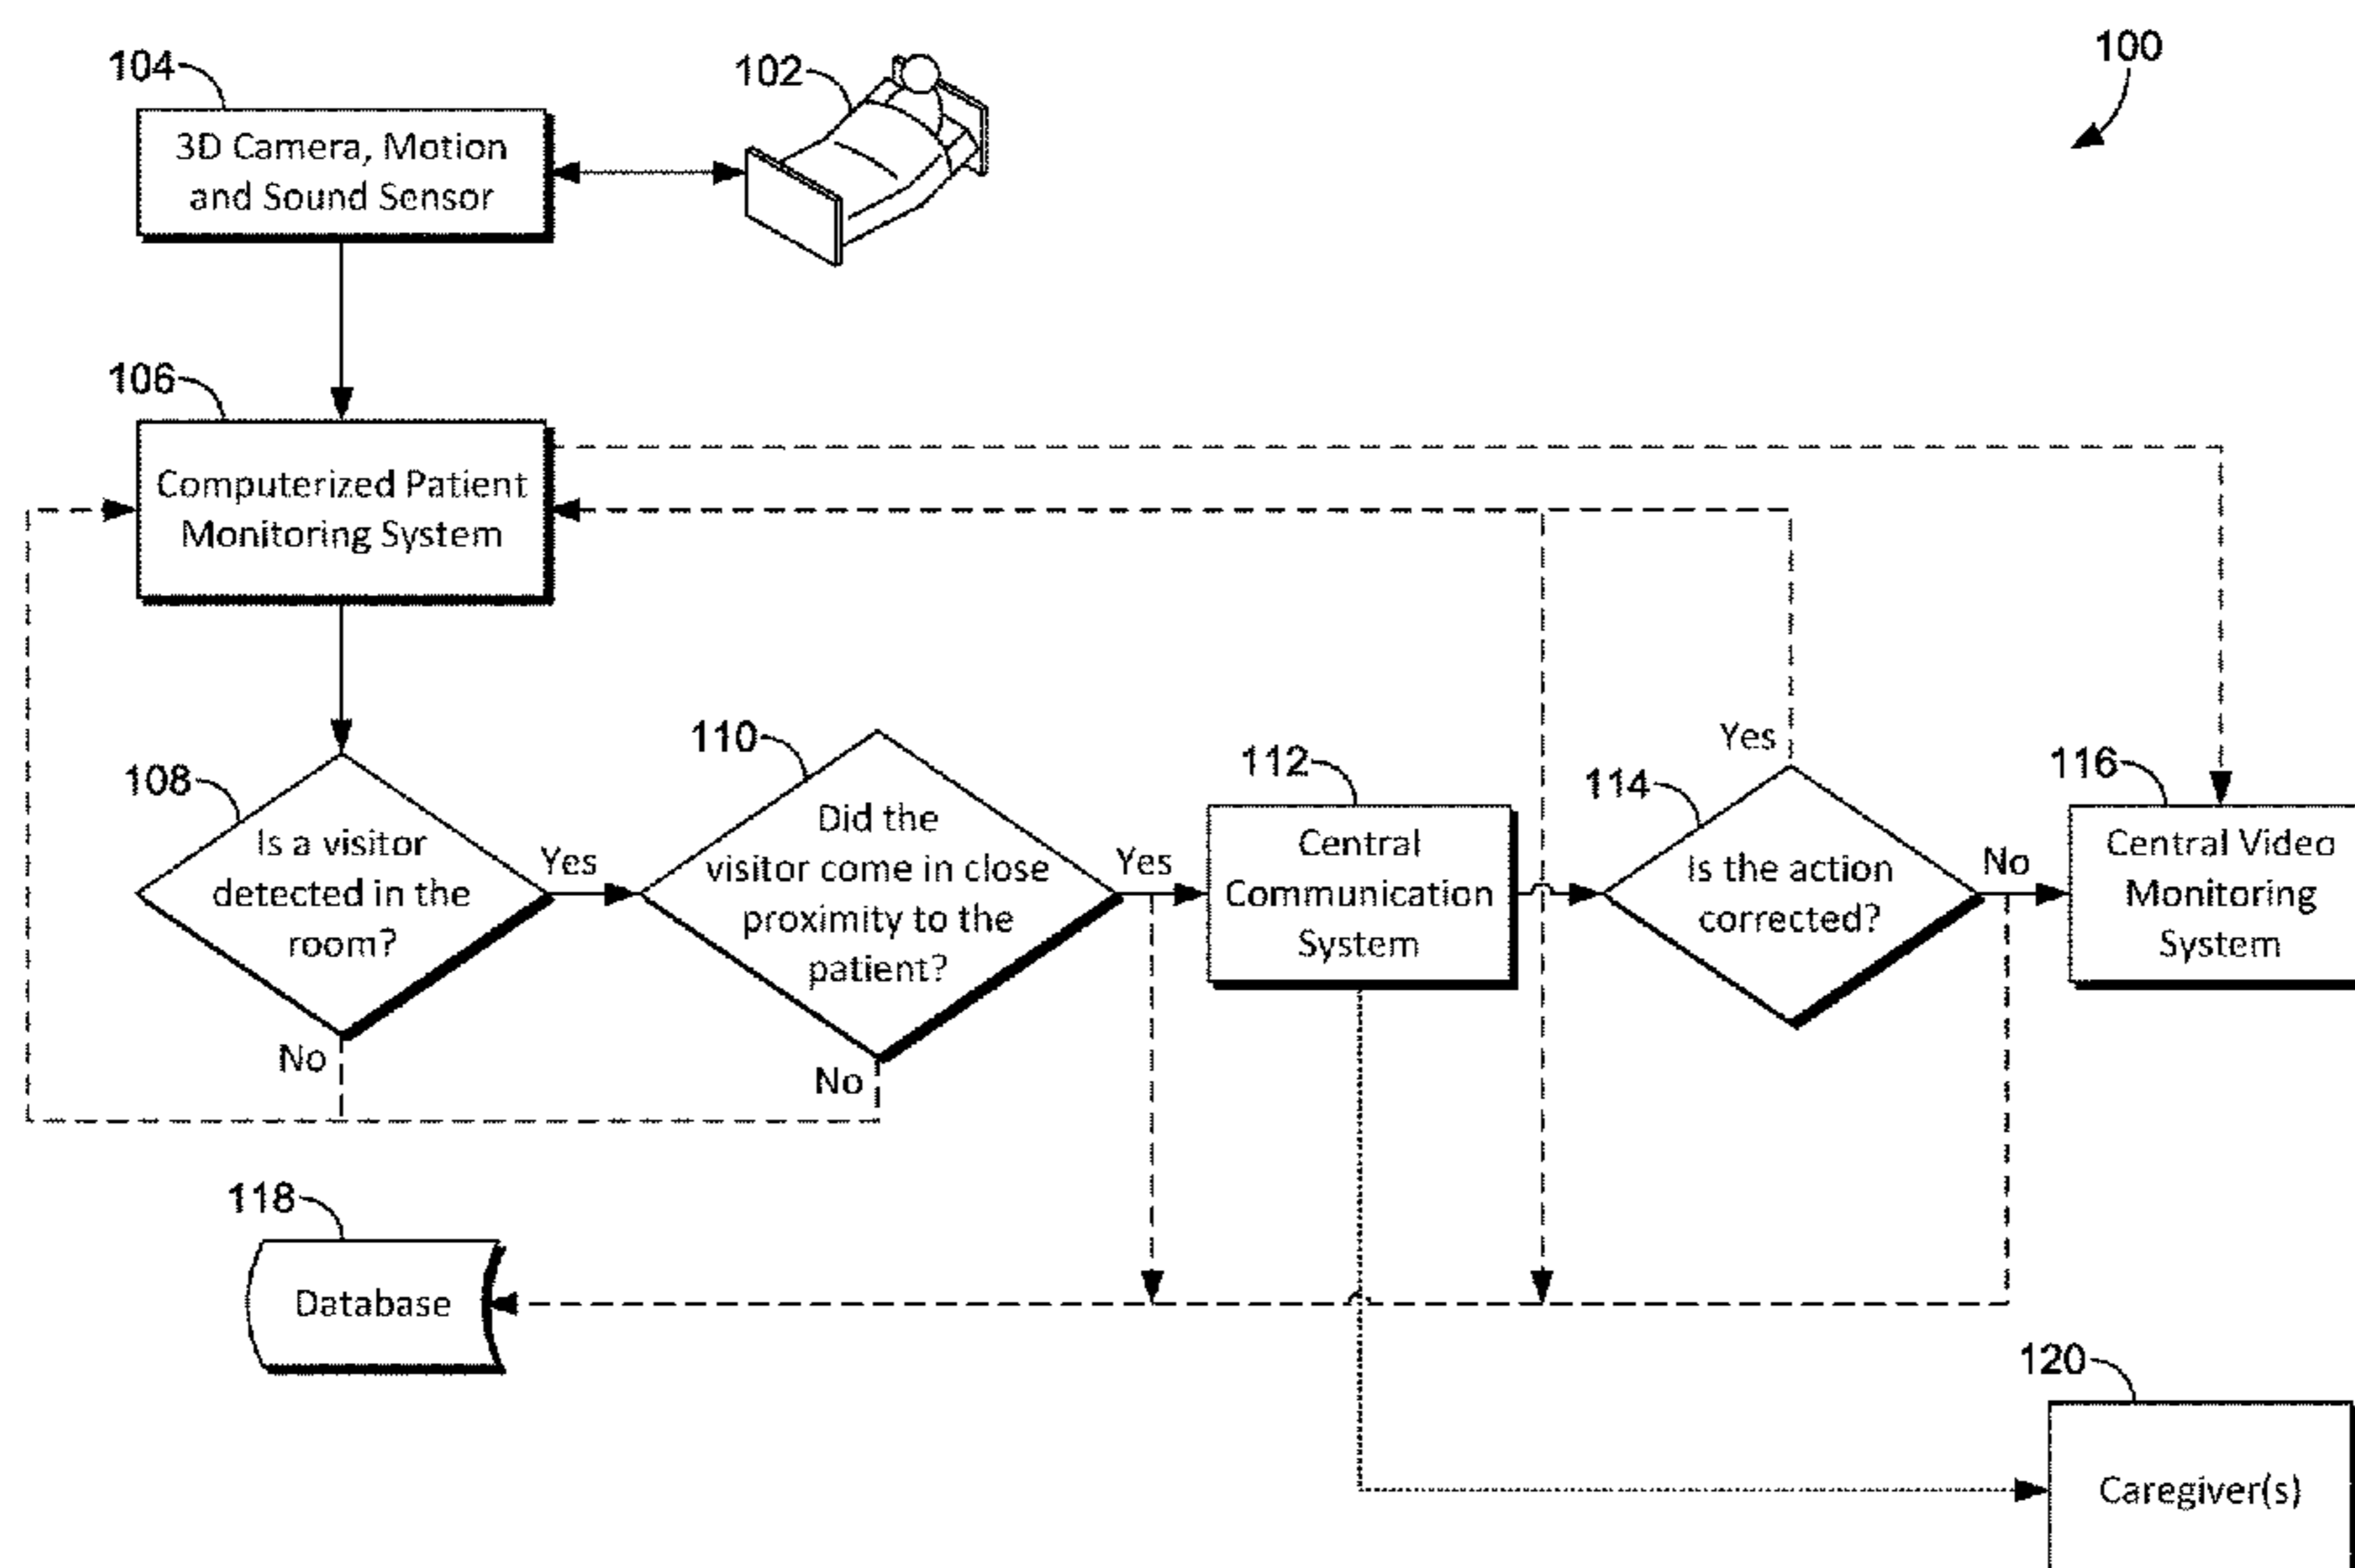 104
102
100
3D Camera, Motion
and Sound Sensor
106
Computerized Patient
Monitoring System
108
Is a visitor
detected in the
room?
Yes
No
110
Did the
visitor come in close
proximity to the
patient?
Yes
No
112
Central
Communication
System
114
Is the action
corrected?
Yes
No
116
Central Video
Monitoring
System
118
Database
120
Caregiver(s)